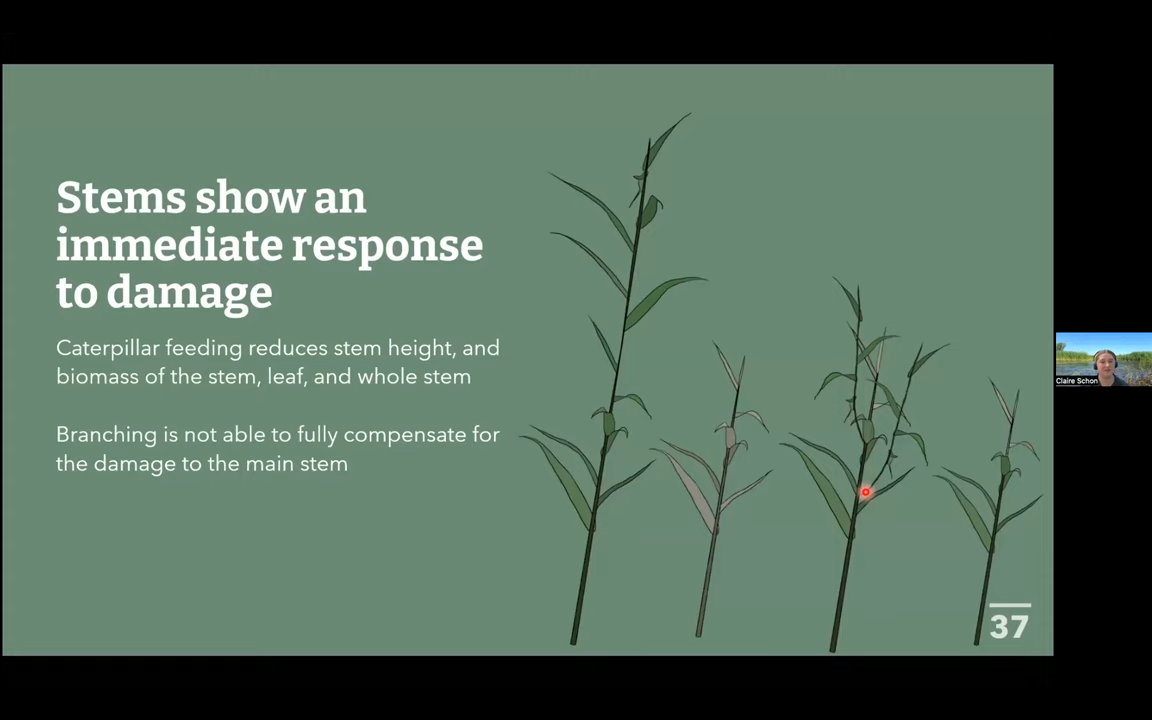 Stems show an
immediate response
to damage
Caterpillar feeding reduces stem height, and
biomass of the stem, leaf, and whole stem
Branching is not able to fully compensate for
the damage to the main stem
37
Claire Schon